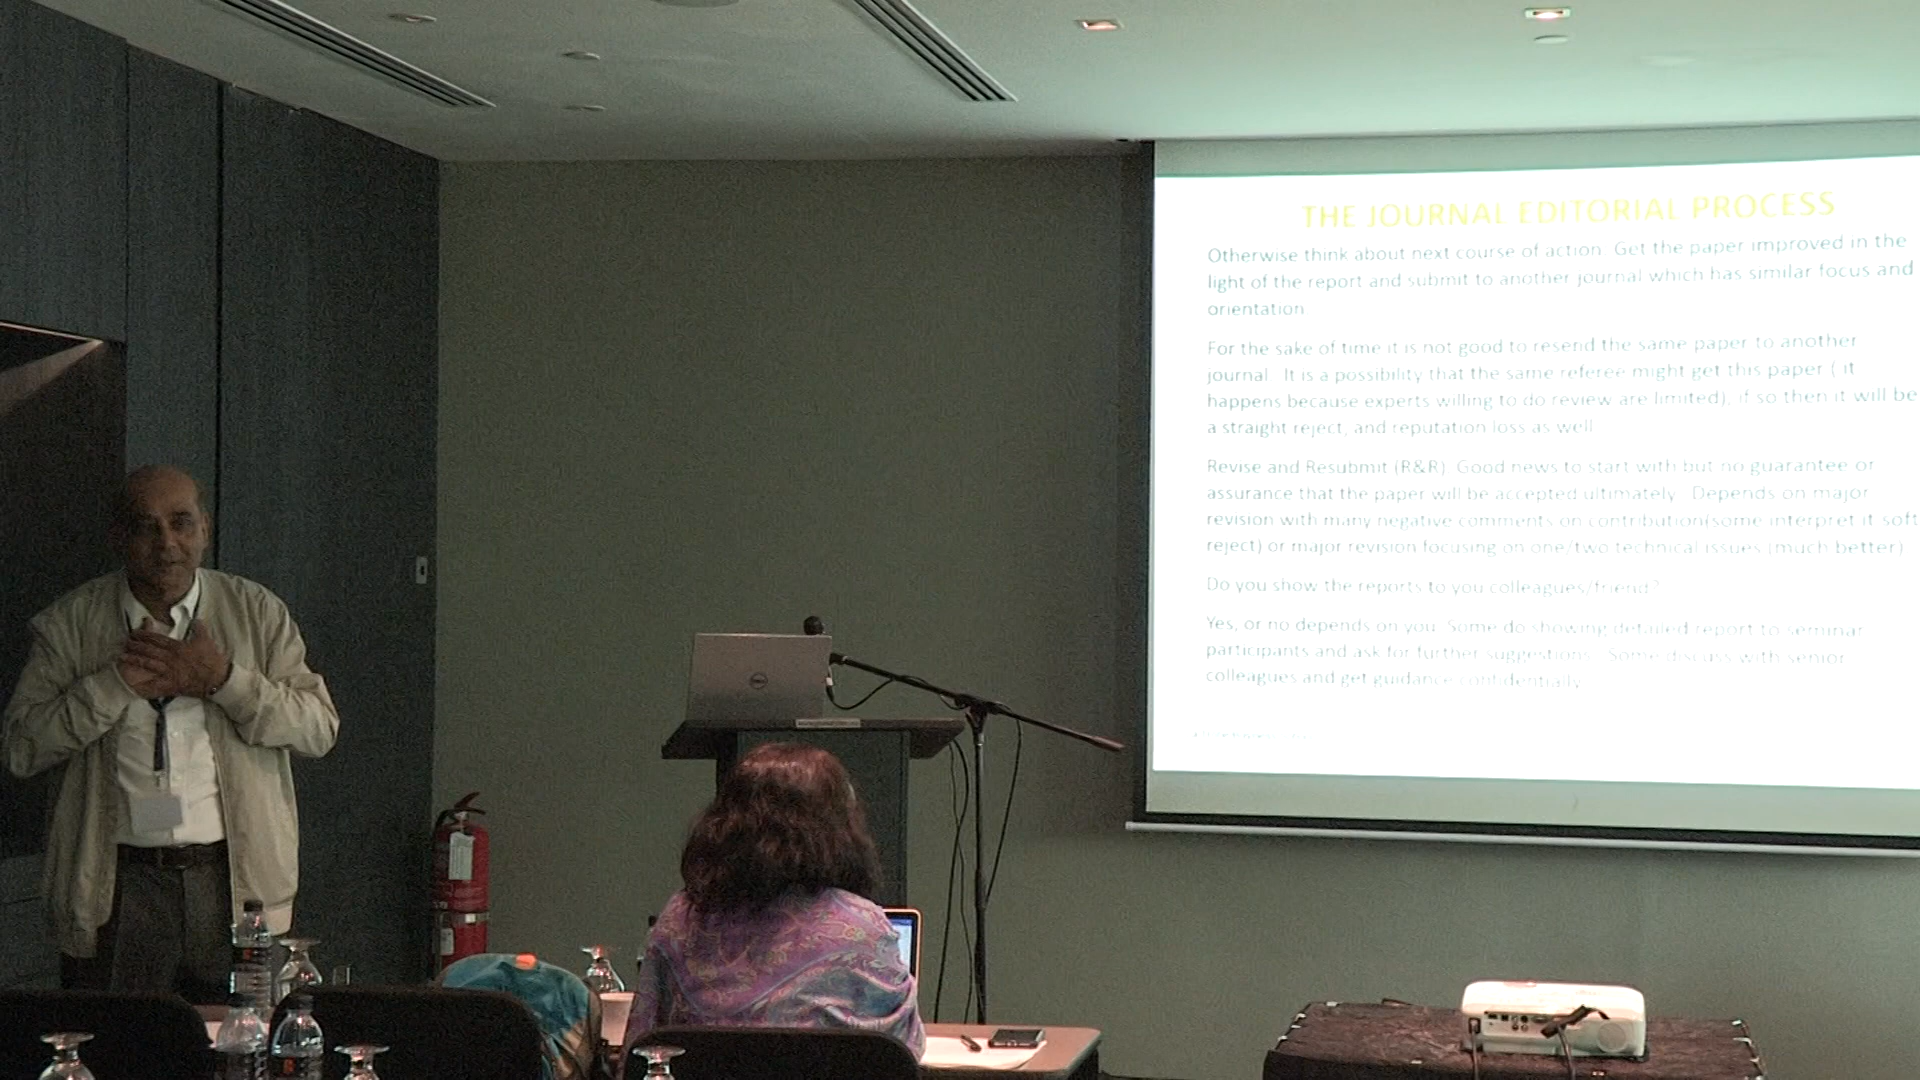 THE JOURNAL EDITORIAL PROCESS
Otherwise think about next course of action. Get the paper improved in the
light of the report and submit to another journal which has similar focus and
orientation
For the sake of time it is not good to resend the same paper to another
journal. It is a possibility that the same referee might get this paper ( it
happens because experts willing to do review are limited), if so then it will be
a straight reject, and reputation loss as well
Revise and Resubmit (R&R) Good news to start with but no guarantee or
assurance that the paper will be accepted ultimately. Depends on major
revision with many negative comments on contribution(some interpret it soft
reject) or major revision focusing on one/two technical issues (much better)
Do you show the reports to you colleagues/friend?
Yes, or no depends on you. Some do showing detailed report to seminar
participants and ask for further suggestions. Some discuss with senior
colleagues and get guidance confidentially
DELL